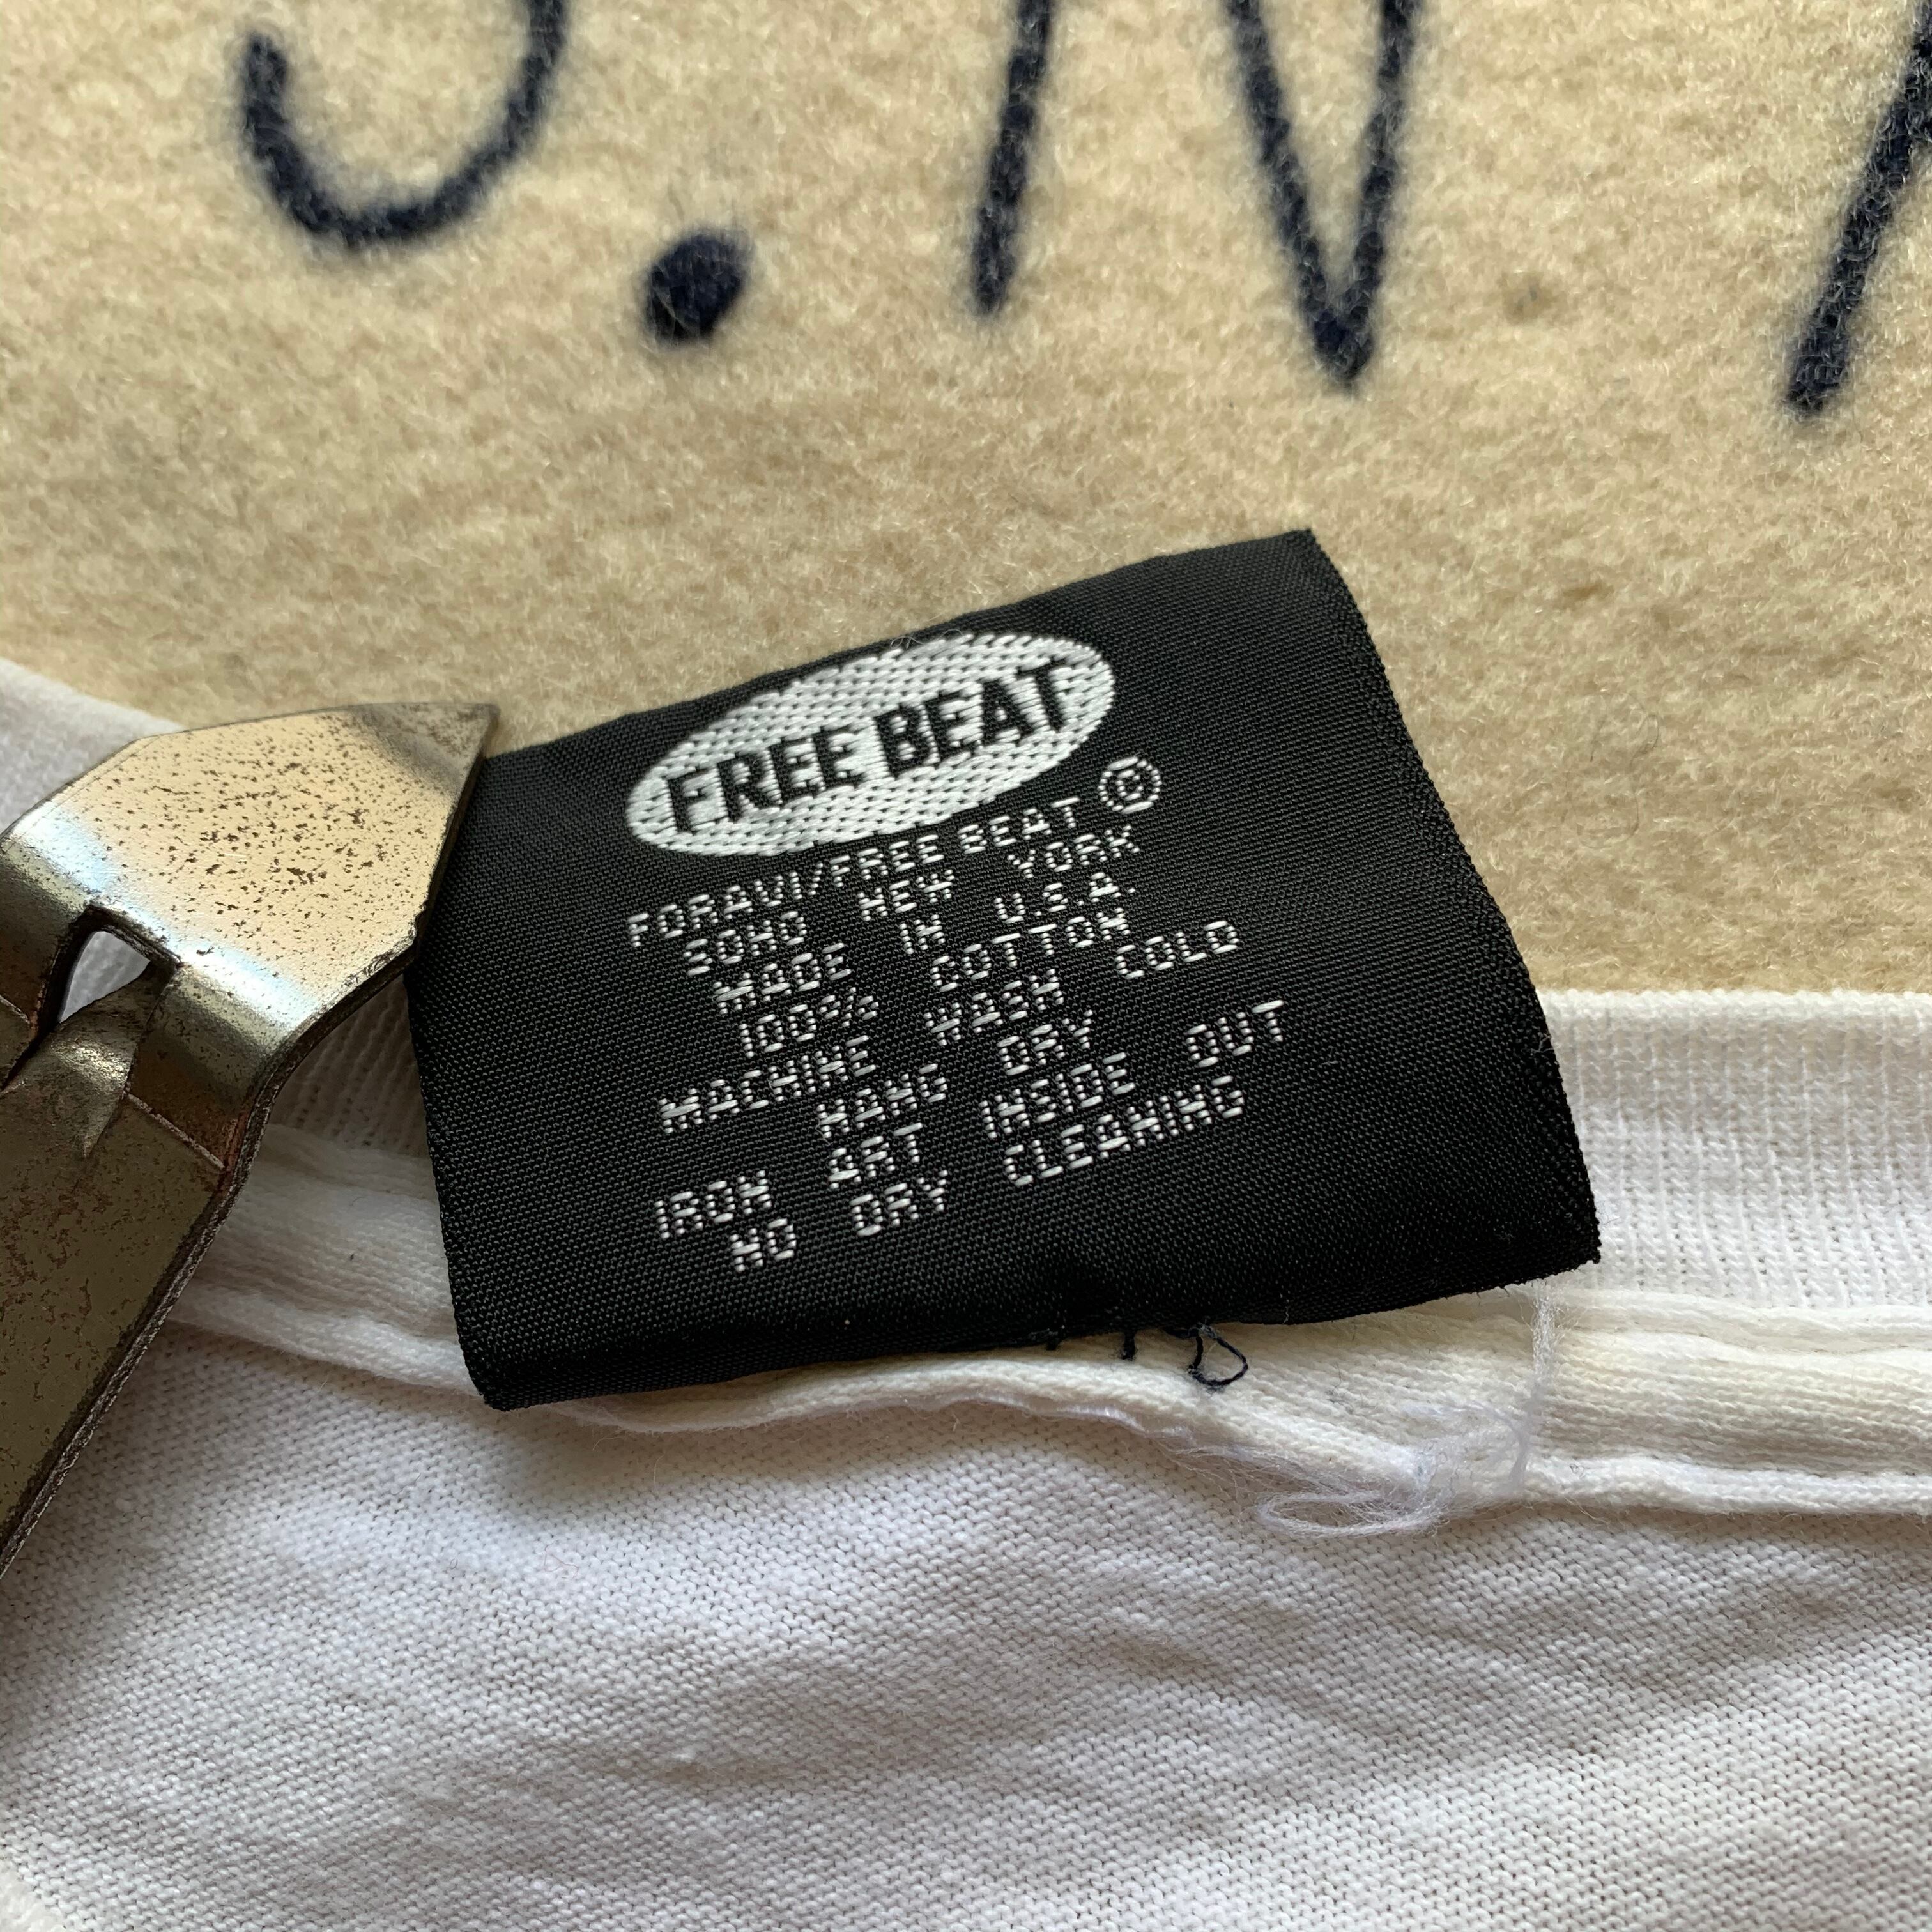 S.N
FREE BEAT
FORAWI/FREE BEAT ©
SOHO NEW YORK
MADE IN U.S.A.
100% COTTON
MACHINE WASH COLD
HANG DRY
IRON ART INSIDE OUT
NO DRY CLEANING